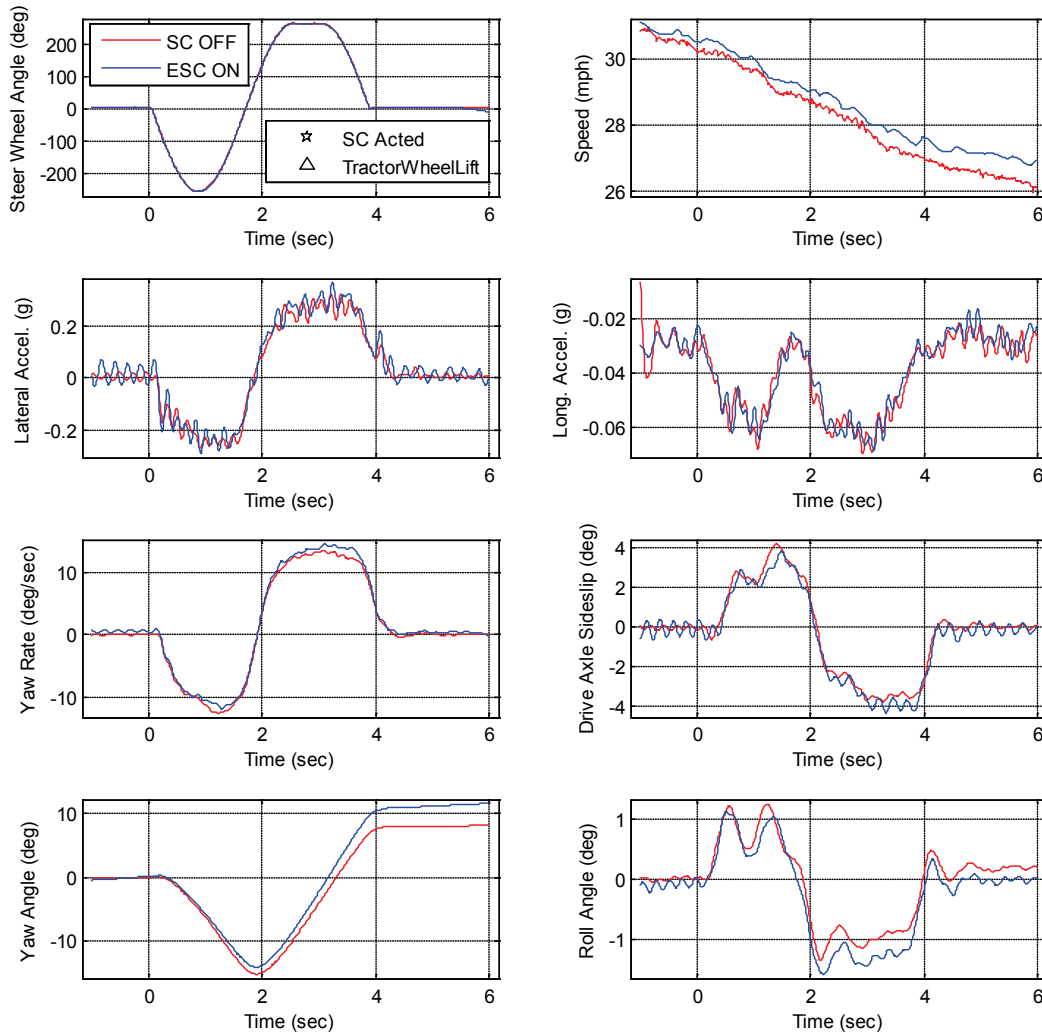 Steer Wheel Angle (deg)
200
100
0
-100
-200
SC OFF
ESC ON
SC Acted
TractorWheelLift
0 2 4 6
Time (sec)
Speed (mph)
30
28
26
0 2 4 6
Time (sec)
Lateral Accel. (g)
0.2
0
-0.2
0 2 4 6
Time (sec)
Long. Accel. (g)
-0.02
-0.04
-0.06
0 2 4 6
Time (sec)
Yaw Rate (deg/sec)
10
0
-10
0 2 4 6
Time (sec)
Drive Axle Sideslip (deg)
4
2
0
-2
-4
0 2 4 6
Time (sec)
Yaw Angle (deg)
10
0
-10
0 2 4 6
Time (sec)
Roll Angle (deg)
1
0
-1
0 2 4 6
Time (sec)